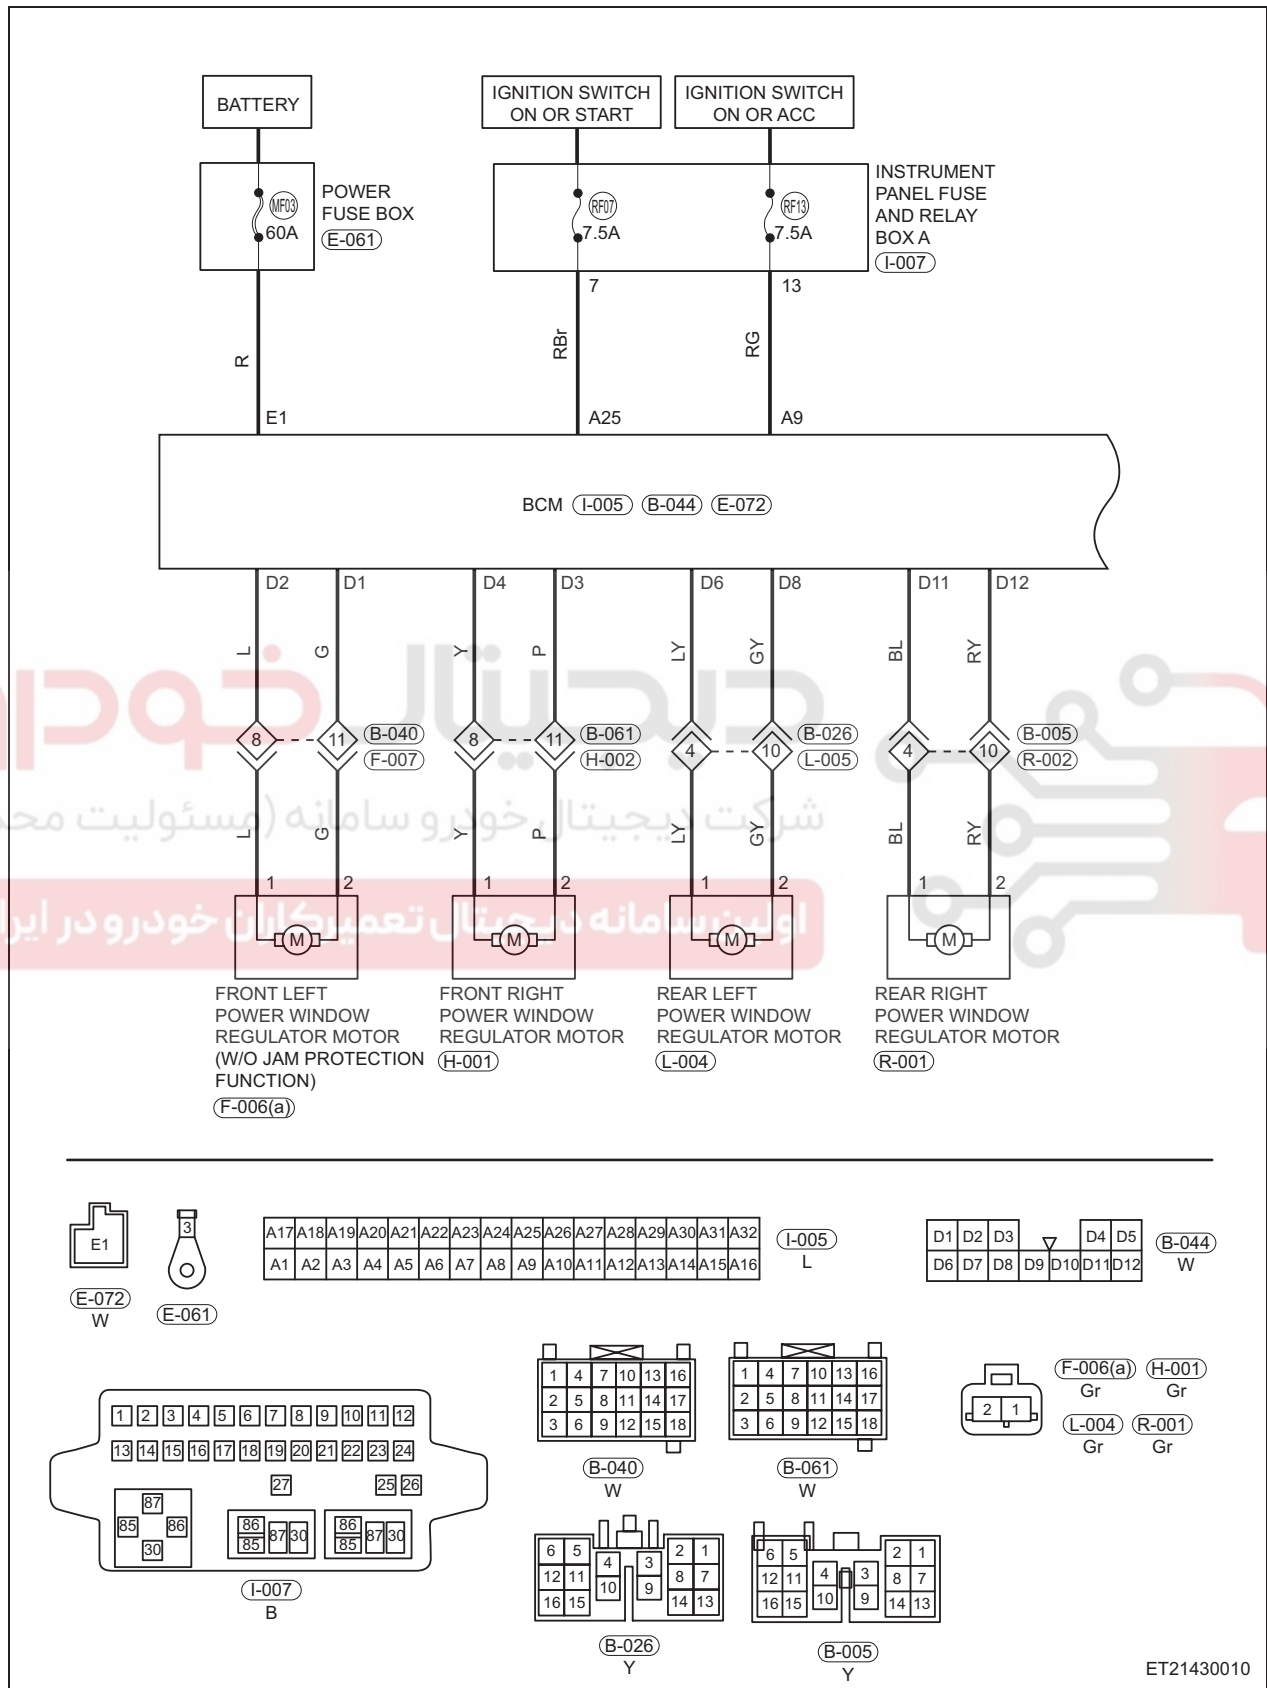 BATTERY
IGNITION SWITCH
ON OR START
IGNITION SWITCH
ON OR ACC
MF03
60A
POWER
FUSE BOX
E-061
RF07
7.5A
RF13
7.5A
INSTRUMENT
PANEL FUSE
AND RELAY
BOX A
I-007
7
13
R
RBr
RG
E1
A25
A9
BCM I-005 B-044 E-072
D2
D1
D4
D3
D6
D8
D11
D12
L
G
Y
P
LY
GY
BL
RY
دیجیتال خودرو
8
11
B-040
F-007
8
11
B-061
H-002
4
10
B-026
L-005
4
10
B-005
R-002
شرکت دیجیتال خودرو سامانه (مسئولیت
L
G
Y
P
LY
GY
BL
RY
1
2
1
2
1
2
1
2
اولین سامانه دیجیتال تعمیرکاران خودرو در
M
M
M
M
FRONT LEFT
POWER WINDOW
REGULATOR MOTOR
(W/O JAM PROTECTION
FUNCTION)
F-006(a)
FRONT RIGHT
POWER WINDOW
REGULATOR MOTOR
H-001
REAR LEFT
POWER WINDOW
REGULATOR MOTOR
L-004
REAR RIGHT
POWER WINDOW
REGULATOR MOTOR
R-001
E1
E-072
W
3
E-061
A17 A18 A19 A20 A21 A22 A23 A24 A25 A26 A27 A28 A29 A30 A31 A32
A1 A2 A3 A4 A5 A6 A7 A8 A9 A10 A11 A12 A13 A14 A15 A16
I-005
L
D1 D2 D3 D4 D5
D6 D7 D8 D9 D10 D11 D12
B-044
W
1 2 3 4 5 6 7 8 9 10 11 12
13 14 15 16 17 18 19 20 21 22 23 24
27 25 26
87
85 86
30
86
85
87 30
86
85
87 30
I-007
B
1 4 7 10 13 16
2 5 8 11 14 17
3 6 9 12 15 18
B-040
W
1 4 7 10 13 16
2 5 8 11 14 17
3 6 9 12 15 18
B-061
W
2 1
F-006(a) H-001
Gr Gr
L-004 R-001
Gr Gr
6 5 4 3 2 1
12 11 10 9 8 7
16 15 14 13
B-026
Y
6 5 4 3 2 1
12 11 10 9 8 7
16 15 14 13
B-005
Y
ET21430010